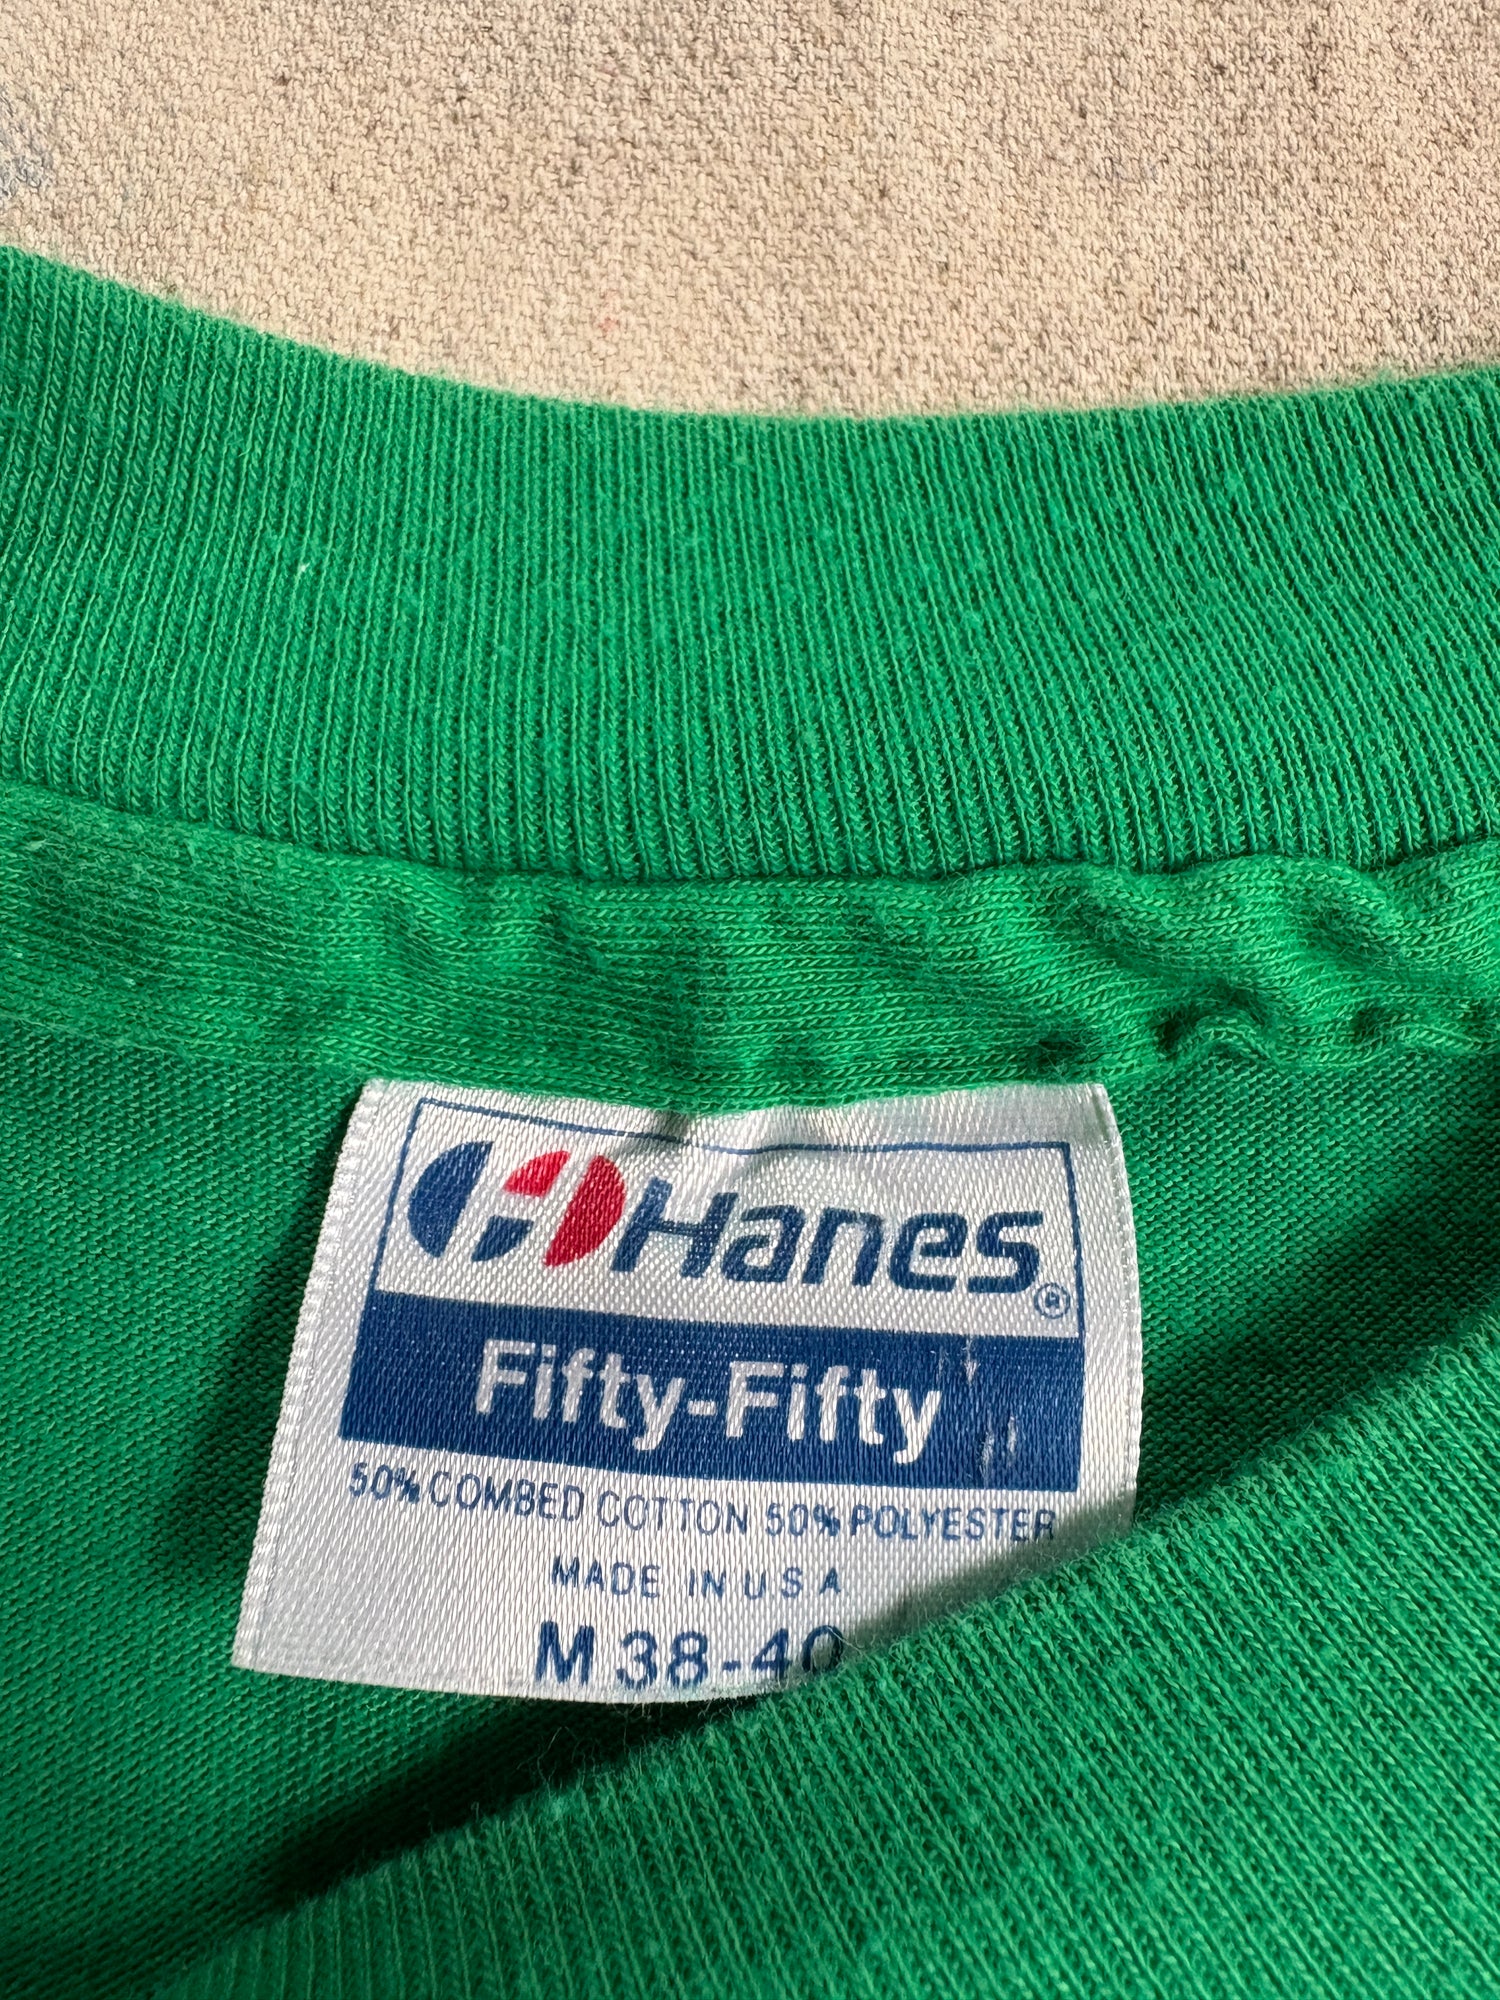 Hanes®
Fifty-Fifty
50% COMBED COTTON 50% POLYESTER
MADE IN U S A
M 38-40